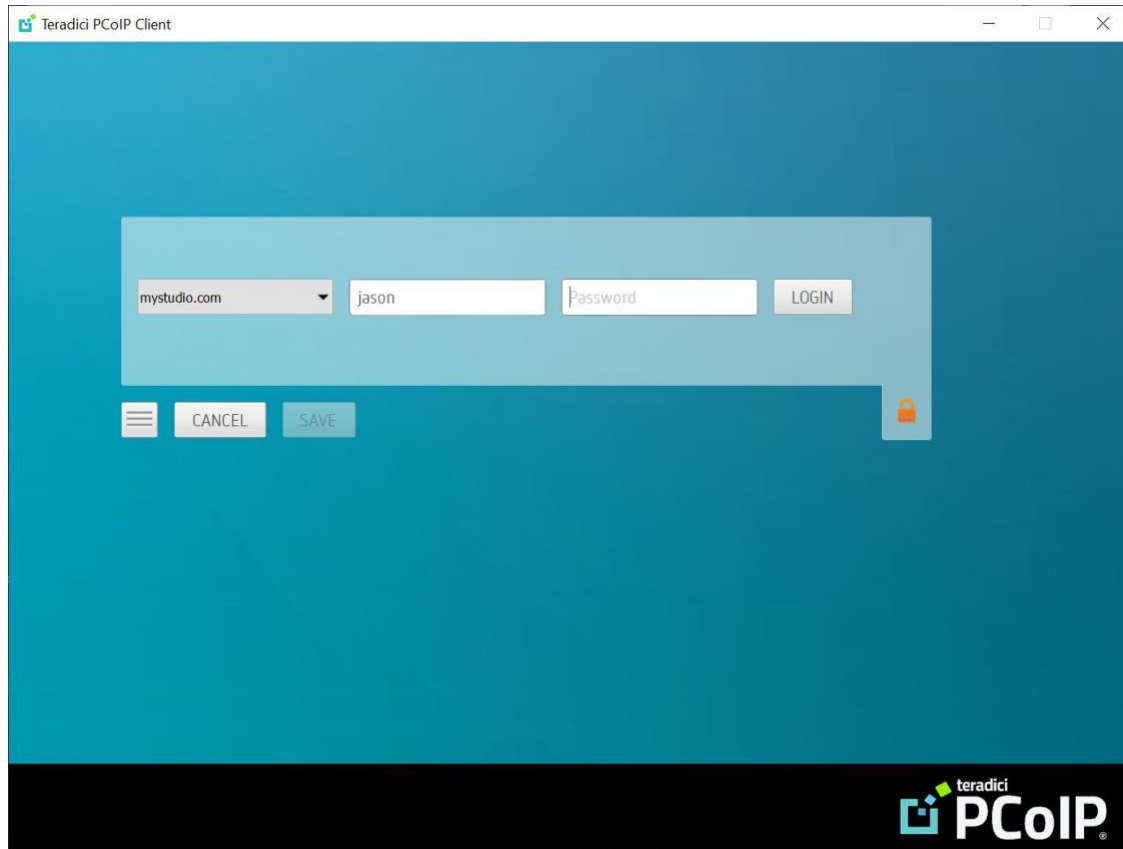 Teradici PCoIP Client
mystudio.com jason Password LOGIN
CANCEL SAVE
teradici
PCoIP®